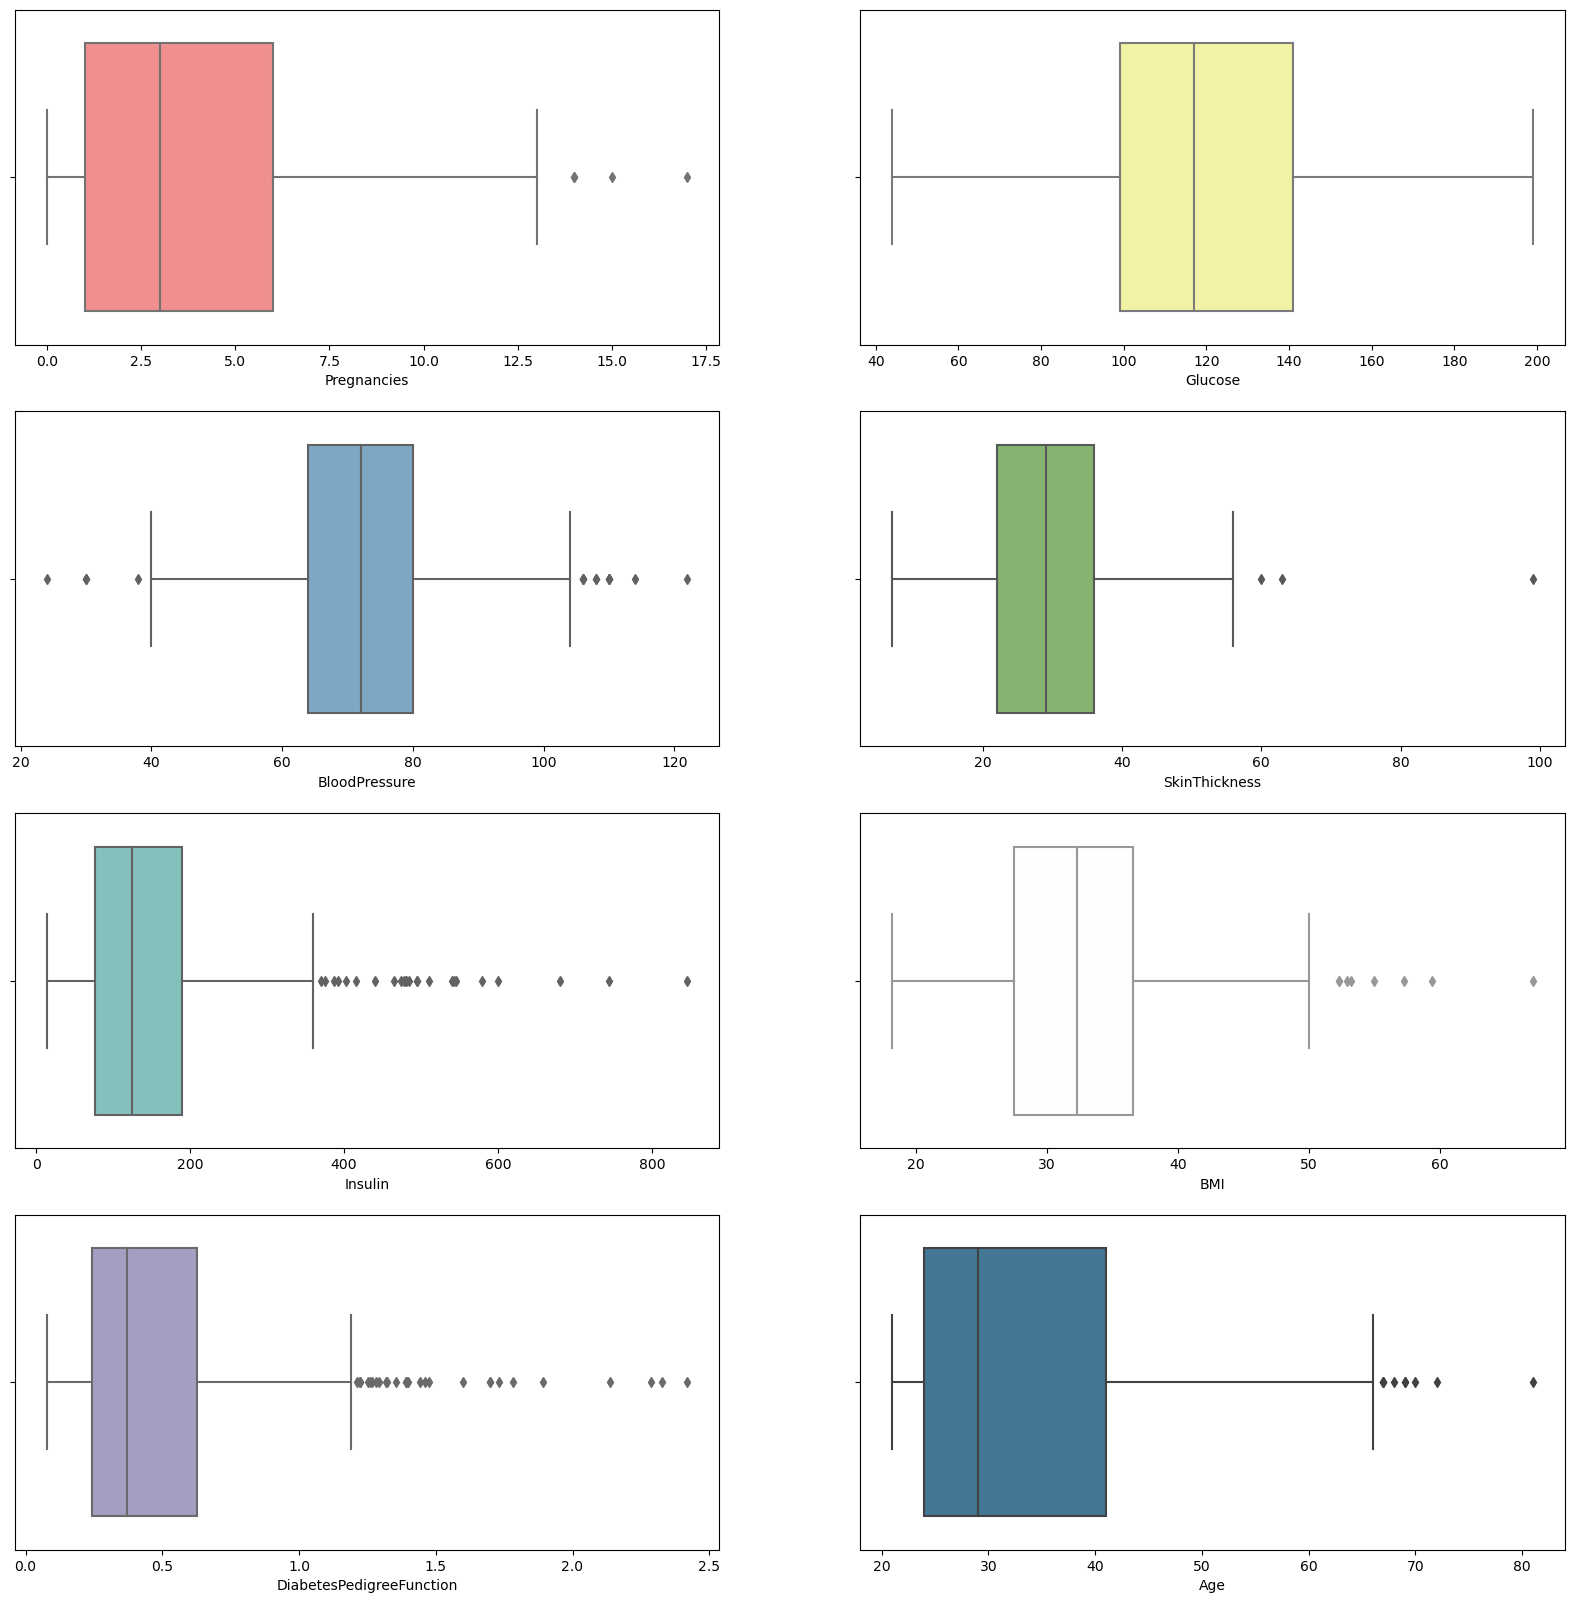 0.0 2.5 5.0 7.5 10.0 12.5 15.0 17.5
Pregnancies
40 60 80 100 120 140 160 180 200
Glucose
20 40 60 80 100 120
BloodPressure
20 40 60 80 100
SkinThickness
0 200 400 600 800
Insulin
20 30 40 50 60
BMI
0.0 0.5 1.0 1.5 2.0 2.5
DiabetesPedigreeFunction
20 30 40 50 60 70 80
Age